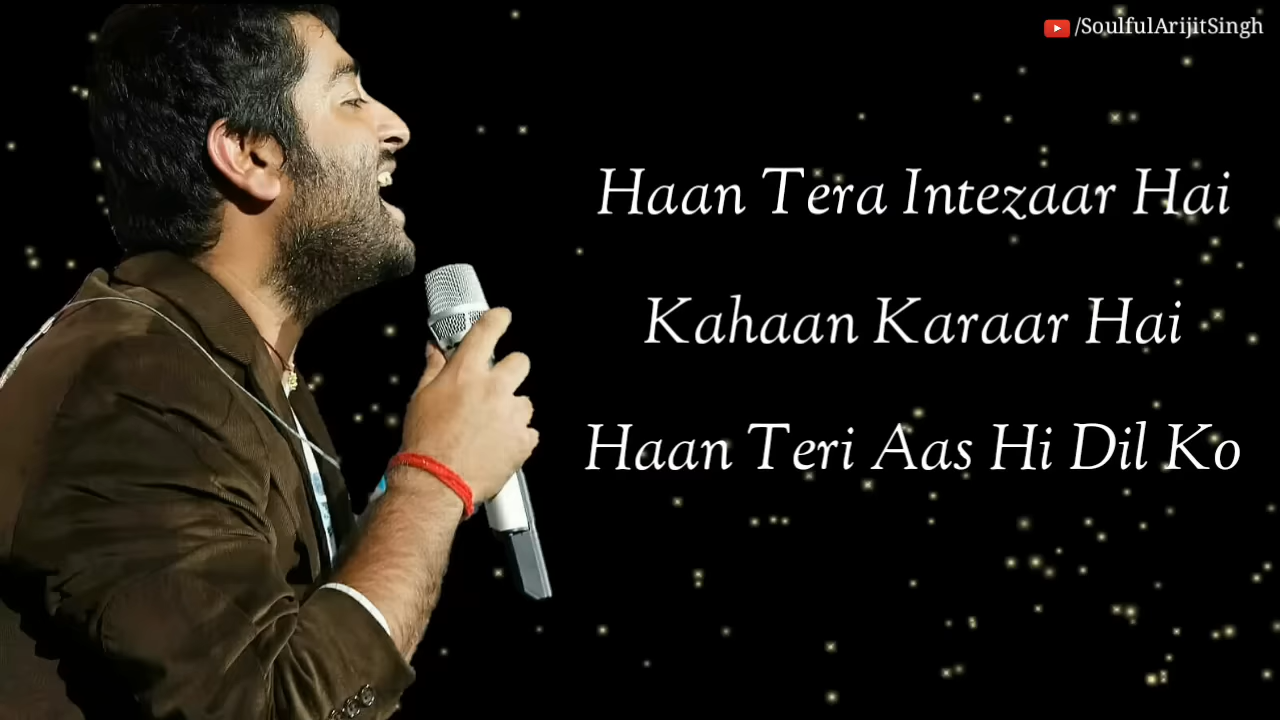 /SoulfulArijitSingh
Haan Tera Intezaar Hai
Kahaan Karaar Hai
Haan Teri Aas Hi Dil Ko